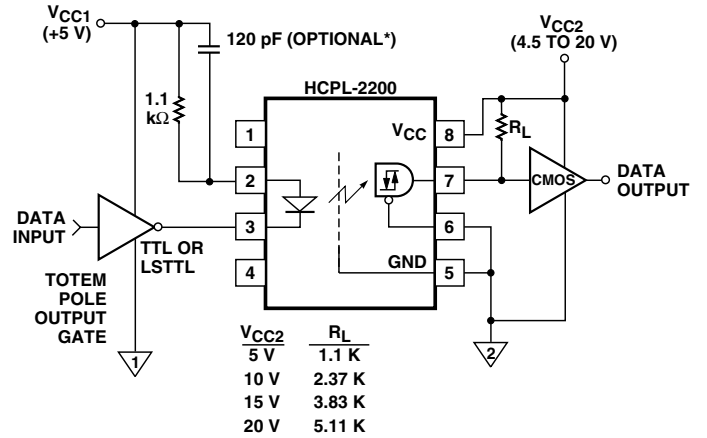 VCC1
(+5 V)
120 pF (OPTIONAL*)
VCC2
(4.5 TO 20 V)
HCPL-2200
1.1
kΩ
1
VCC
8
RL
2
7
CMOS
DATA
OUTPUT
DATA
INPUT
3
6
TTL OR
LSTTL
4
GND
5
TOTEM
POLE
OUTPUT
GATE
1
2
VCC2 RL
5 V 1.1 K
10 V 2.37 K
15 V 3.83 K
20 V 5.11 K